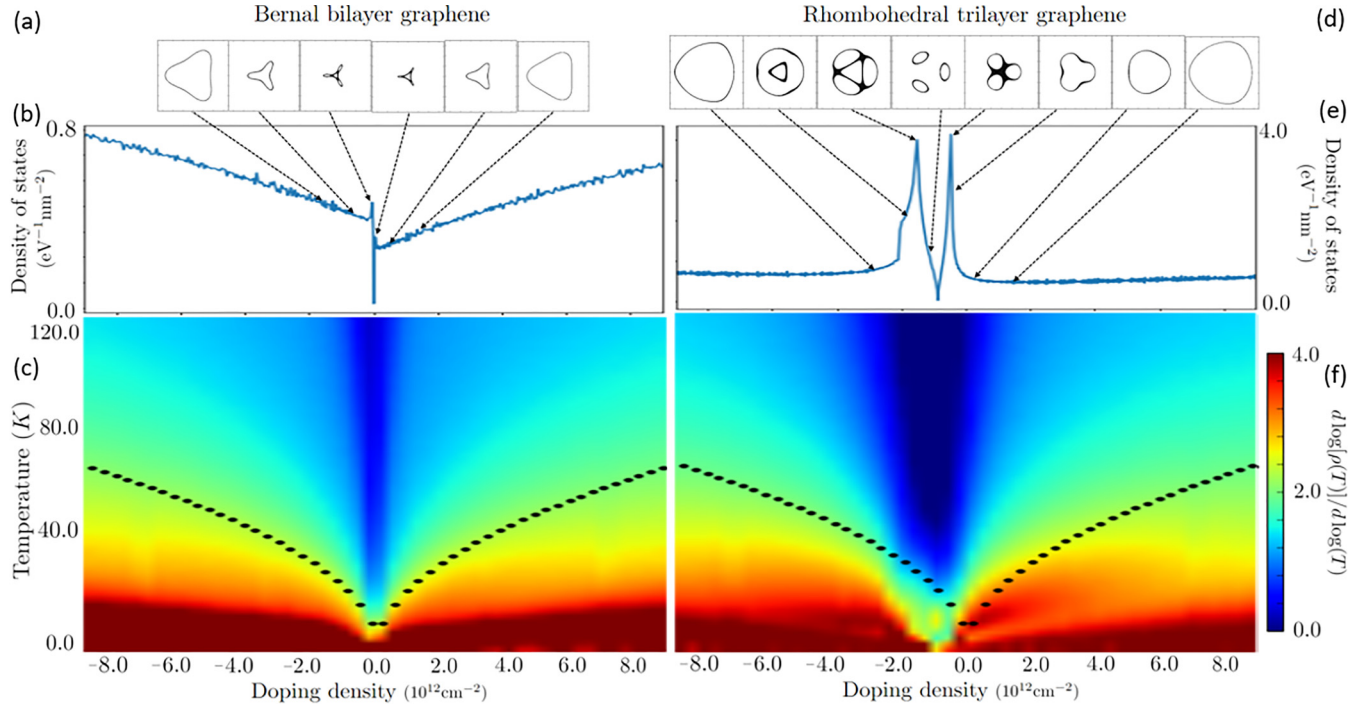 (a)
Bernal bilayer graphene
Rhombohedral trilayer graphene
(d)
(b)
0.8
0.0
Density of states
(eV⁻¹nm⁻²)
(e)
4.0
0.0
Density of states
(eV⁻¹nm⁻²)
(c)
120.0
80.0
40.0
0.0
Temperature (K)
−8.0 −6.0 −4.0 −2.0 0.0 2.0 4.0 6.0 8.0
Doping density (10¹²cm⁻²)
−8.0 −6.0 −4.0 −2.0 0.0 2.0 4.0 6.0 8.0
Doping density (10¹²cm⁻²)
(f)
4.0
2.0
0.0
d log[ρ(T)]/d log(T)